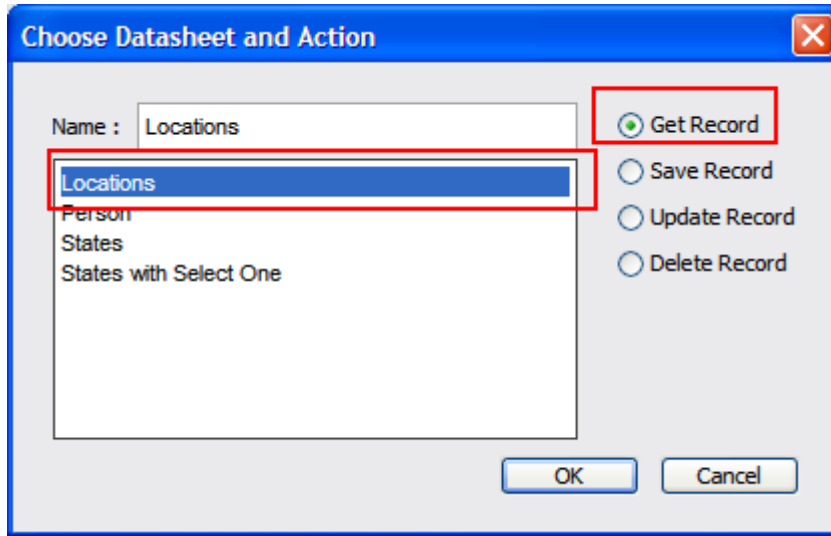 Choose Datasheet and Action
Name : Locations
Get Record
Locations
Save Record
Person
Update Record
States
Delete Record
States with Select One
OK Cancel